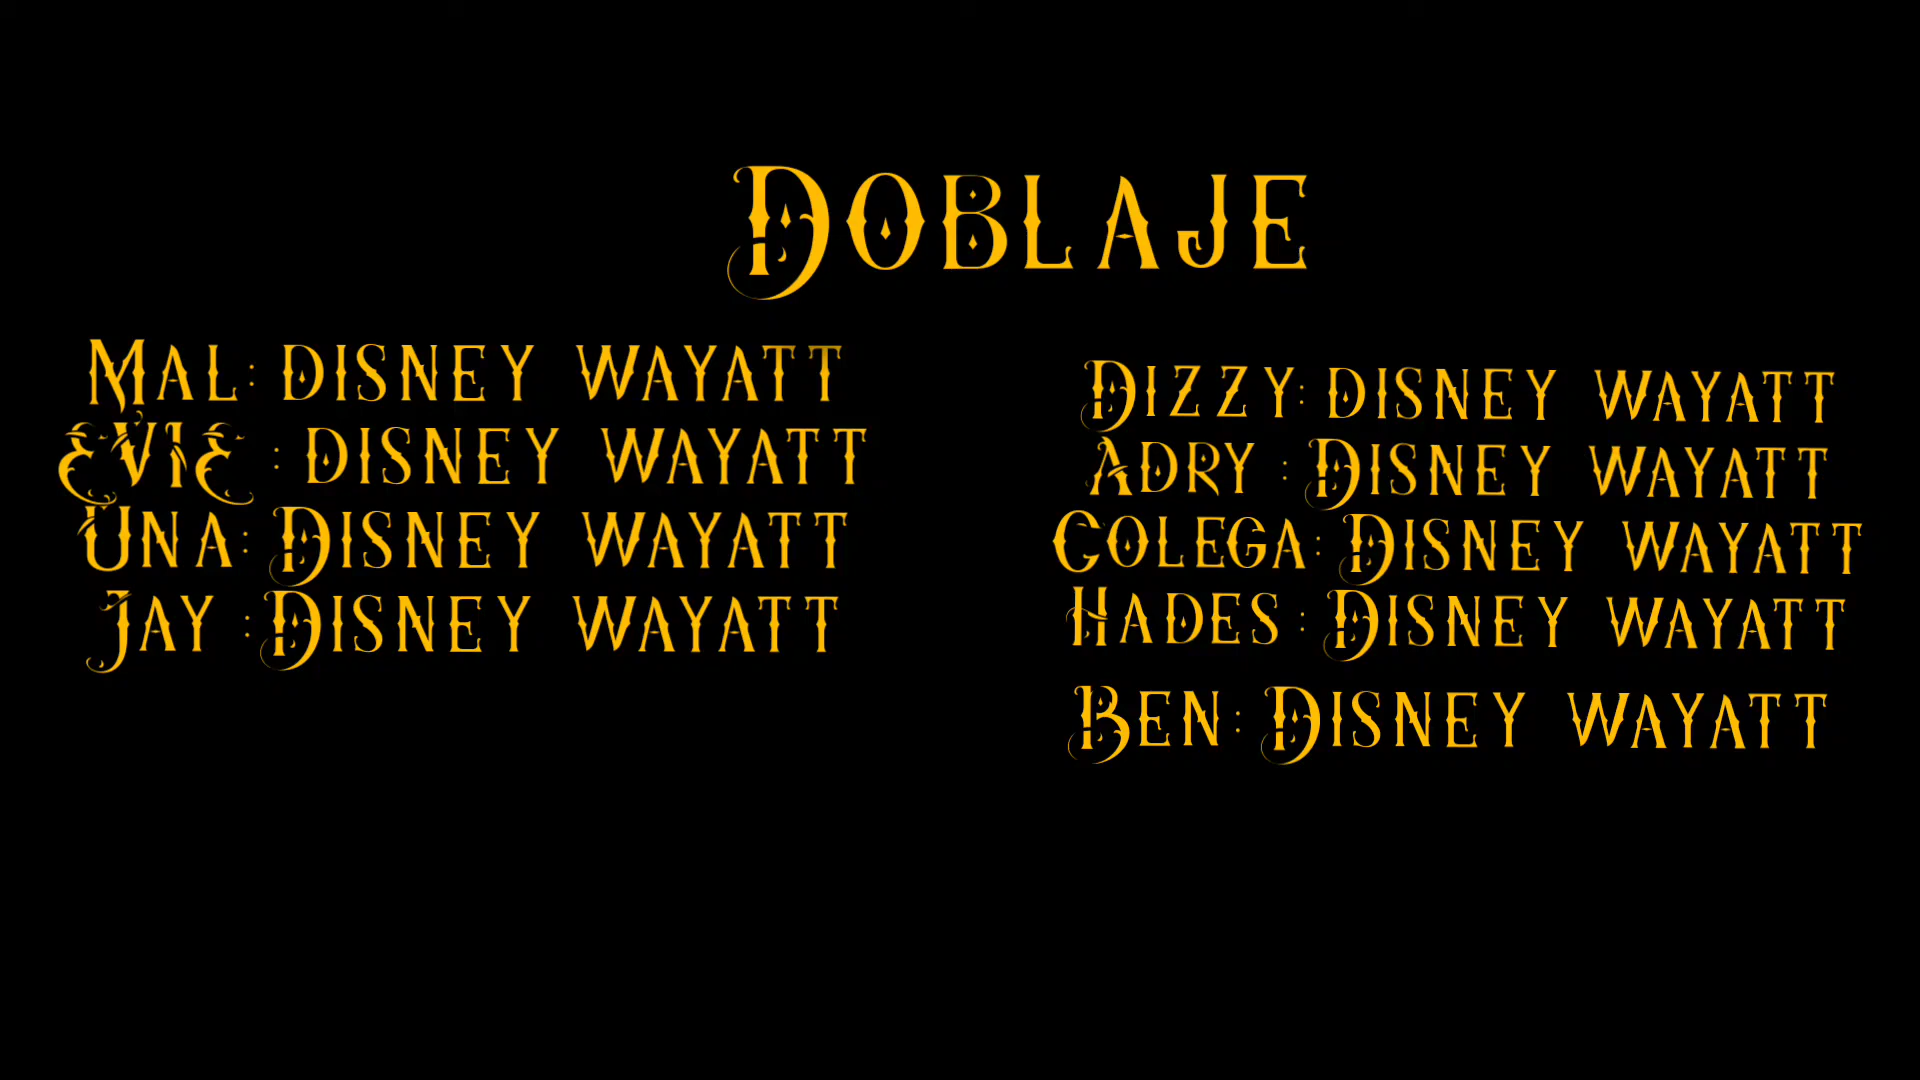 Doblaje
Mal: Disney wayatt
Evie : Disney wayatt
Una: Disney wayatt
Jay : Disney wayatt
Dizzy: Disney wayatt
Adry : Disney wayatt
Colega: Disney wayatt
Hades : Disney wayatt
Ben: Disney wayatt